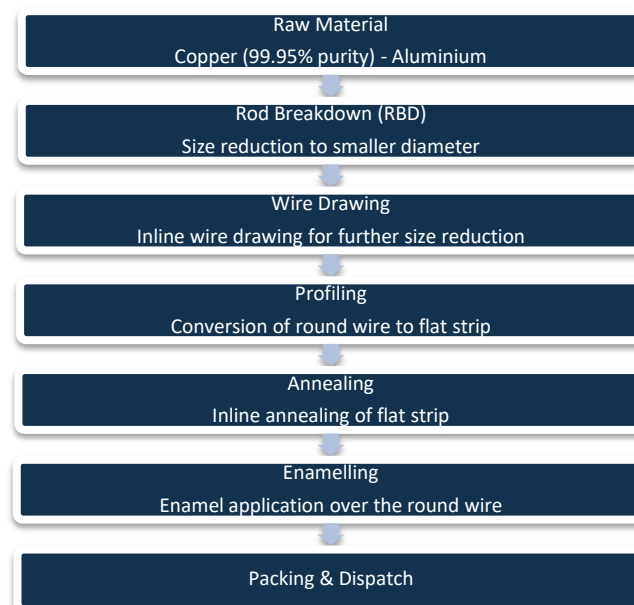 Raw Material
Copper (99.95% purity) - Aluminium
Rod Breakdown (RBD)
Size reduction to smaller diameter
Wire Drawing
Inline wire drawing for further size reduction
Profiling
Conversion of round wire to flat strip
Annealing
Inline annealing of flat strip
Enamelling
Enamel application over the round wire
Packing & Dispatch